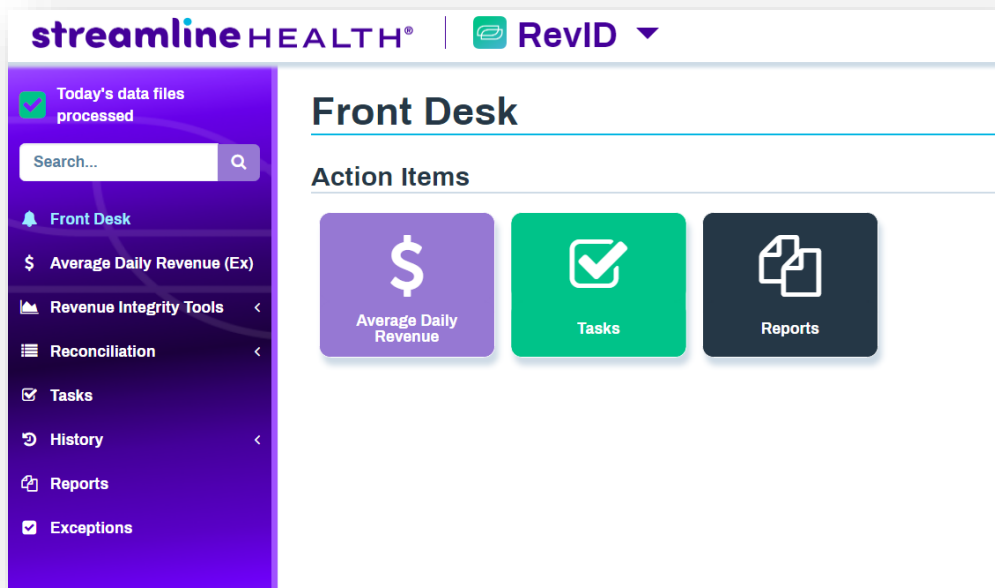 streamline HEALTH® RevID
Today's data files
processed
Search...
Front Desk
Average Daily Revenue (Ex)
Revenue Integrity Tools
Reconciliation
Tasks
History
Reports
Exceptions
Front Desk
Action Items
$
Average Daily
Revenue
Tasks
Reports